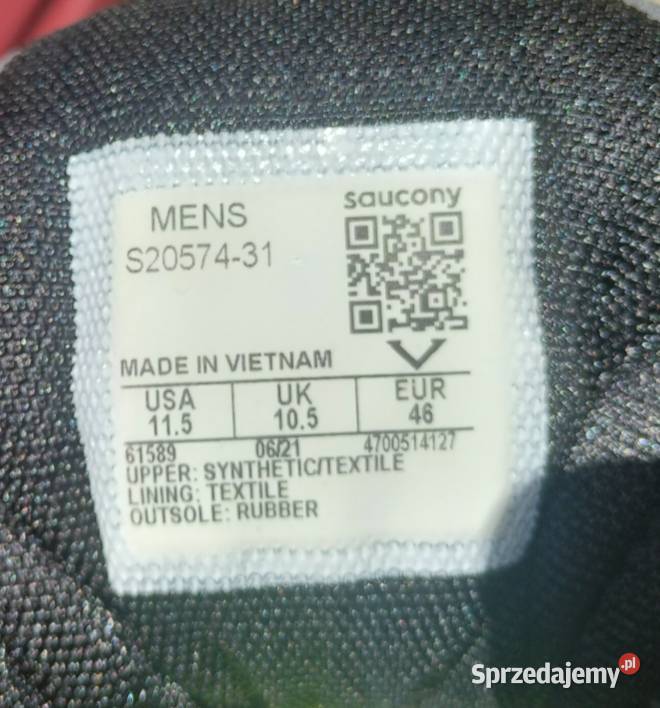 MENS
S20574-31
saucony
MADE IN VIETNAM
USA UK EUR
11.5 10.5 46
61589 06/21 4700514127
UPPER: SYNTHETIC/TEXTILE
LINING: TEXTILE
OUTSOLE: RUBBER
Sprzedajemy.pl